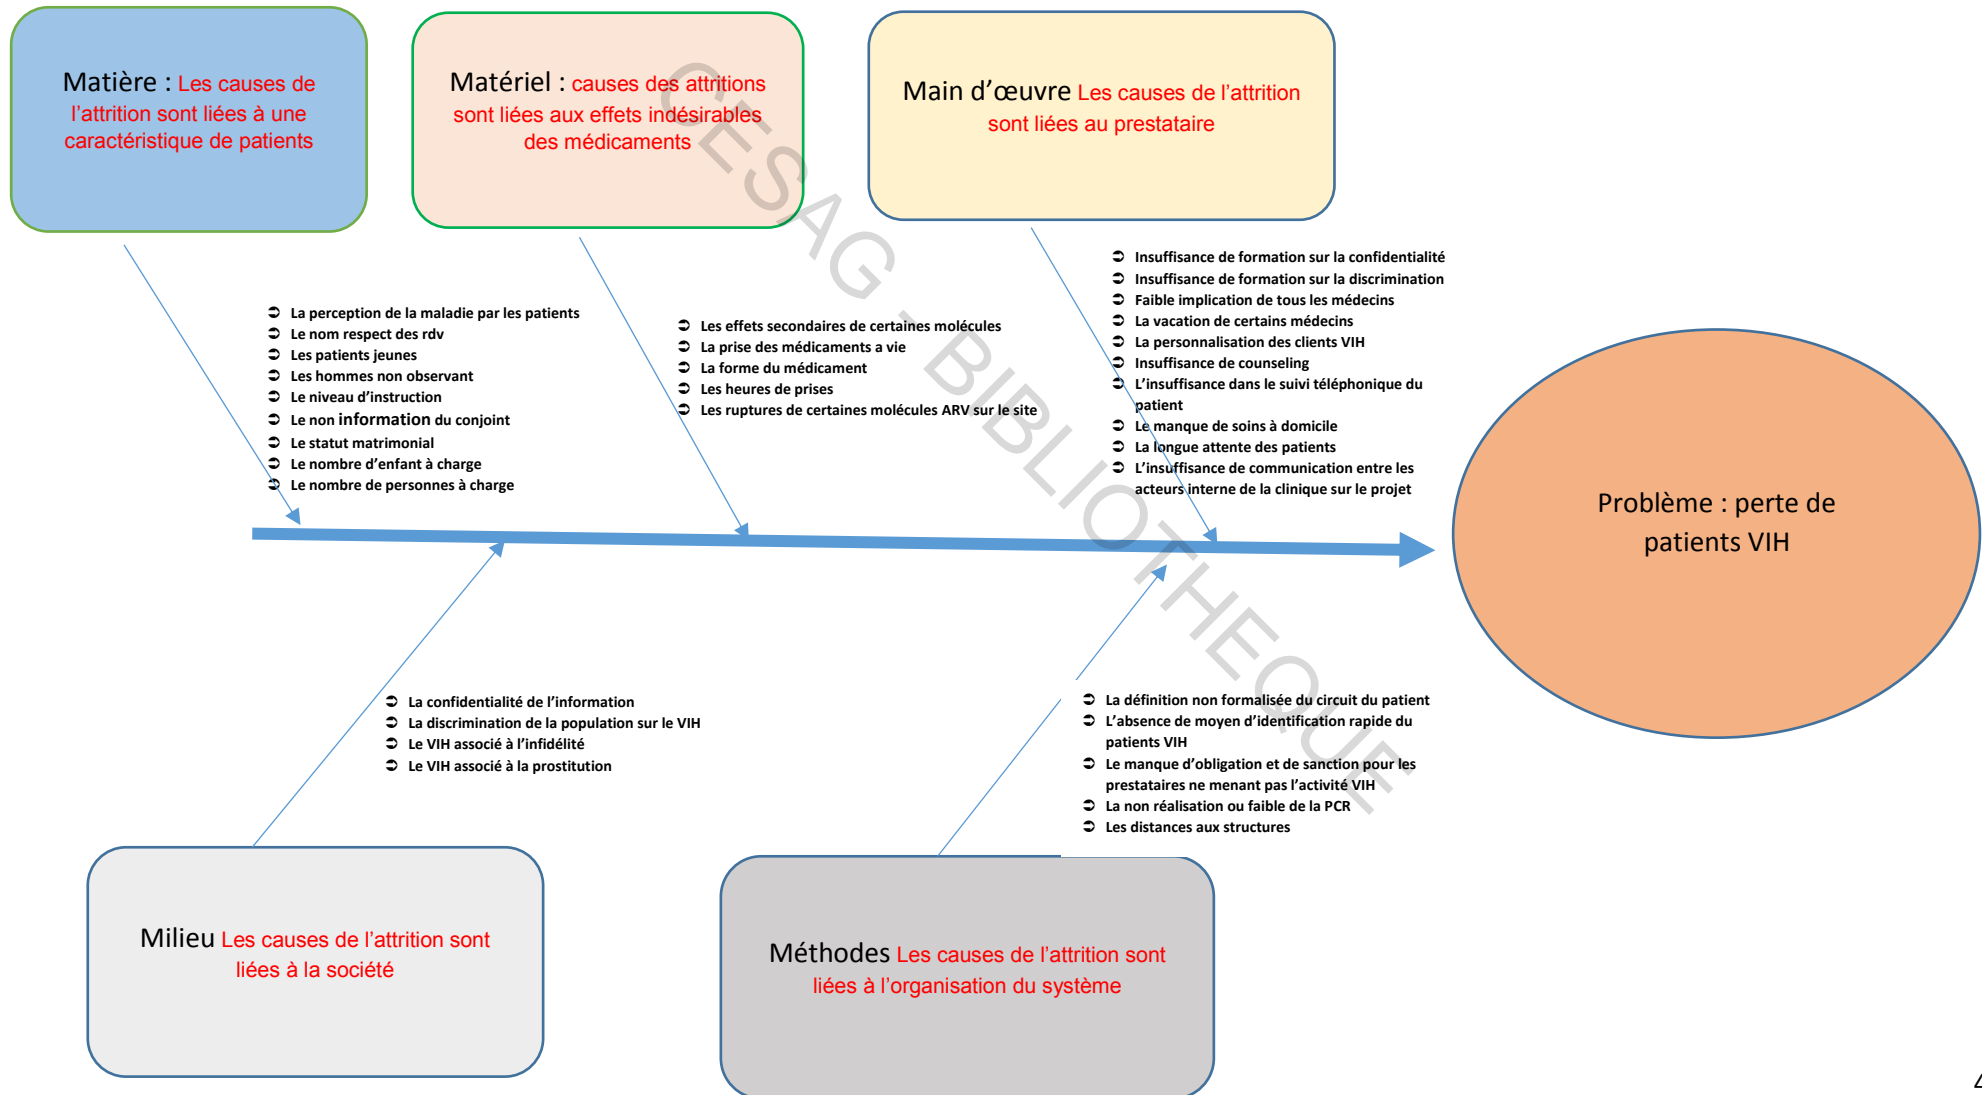 Matière : Les causes de
l'attrition sont liées à une
caractéristique de patients
Matériel : causes des attritions
sont liées aux effets indésirables
des médicaments
Main d'œuvre Les causes de l'attrition
sont liées au prestataire
➲ La perception de la maladie par les patients
➲ Le nom respect des rdv
➲ Les patients jeunes
➲ Les hommes non observant
➲ Le niveau d'instruction
➲ Le non information du conjoint
➲ Le statut matrimonial
➲ Le nombre d'enfant à charge
➲ Le nombre de personnes à charge
➲ Les effets secondaires de certaines molécules
➲ La prise des médicaments a vie
➲ La forme du médicament
➲ Les heures de prises
➲ Les ruptures de certaines molécules ARV sur le site
➲ Insuffisance de formation sur la confidentialité
➲ Insuffisance de formation sur la discrimination
➲ Faible implication de tous les médecins
➲ La vacation de certains médecins
➲ La personnalisation des clients VIH
➲ Insuffisance de counseling
➲ L'insuffisance dans le suivi téléphonique du
patient
➲ Le manque de soins à domicile
➲ La longue attente des patients
➲ L'insuffisance de communication entre les
acteurs interne de la clinique sur le projet
Problème : perte de
patients VIH
➲ La confidentialité de l'information
➲ La discrimination de la population sur le VIH
➲ Le VIH associé à l'infidélité
➲ Le VIH associé à la prostitution
➲ La définition non formalisée du circuit du patient
➲ L'absence de moyen d'identification rapide du
patients VIH
➲ Le manque d'obligation et de sanction pour les
prestataires ne menant pas l'activité VIH
➲ La non réalisation ou faible de la PCR
➲ Les distances aux structures
Milieu Les causes de l'attrition sont
liées à la société
Méthodes Les causes de l'attrition sont
liées à l'organisation du système
CESAG - BIBLIOTHEQUE